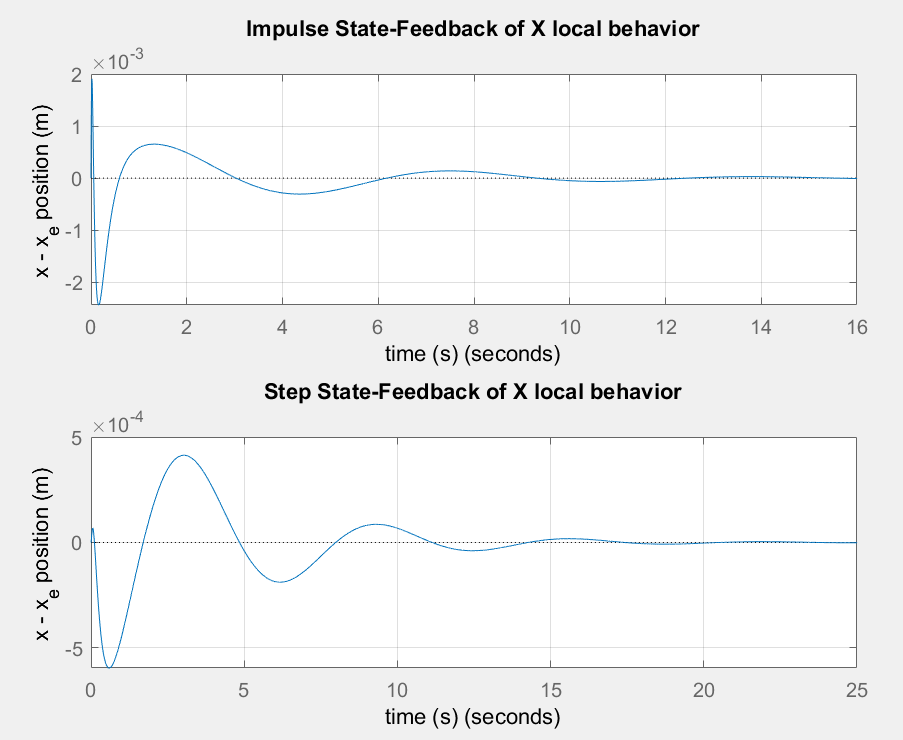 Impulse State-Feedback of X local behavior
×10⁻³
2
1
0
-1
-2
x - xₑ position (m)
0 2 4 6 8 10 12 14 16
time (s) (seconds)
Step State-Feedback of X local behavior
×10⁻⁴
5
0
-5
x - xₑ position (m)
0 5 10 15 20 25
time (s) (seconds)